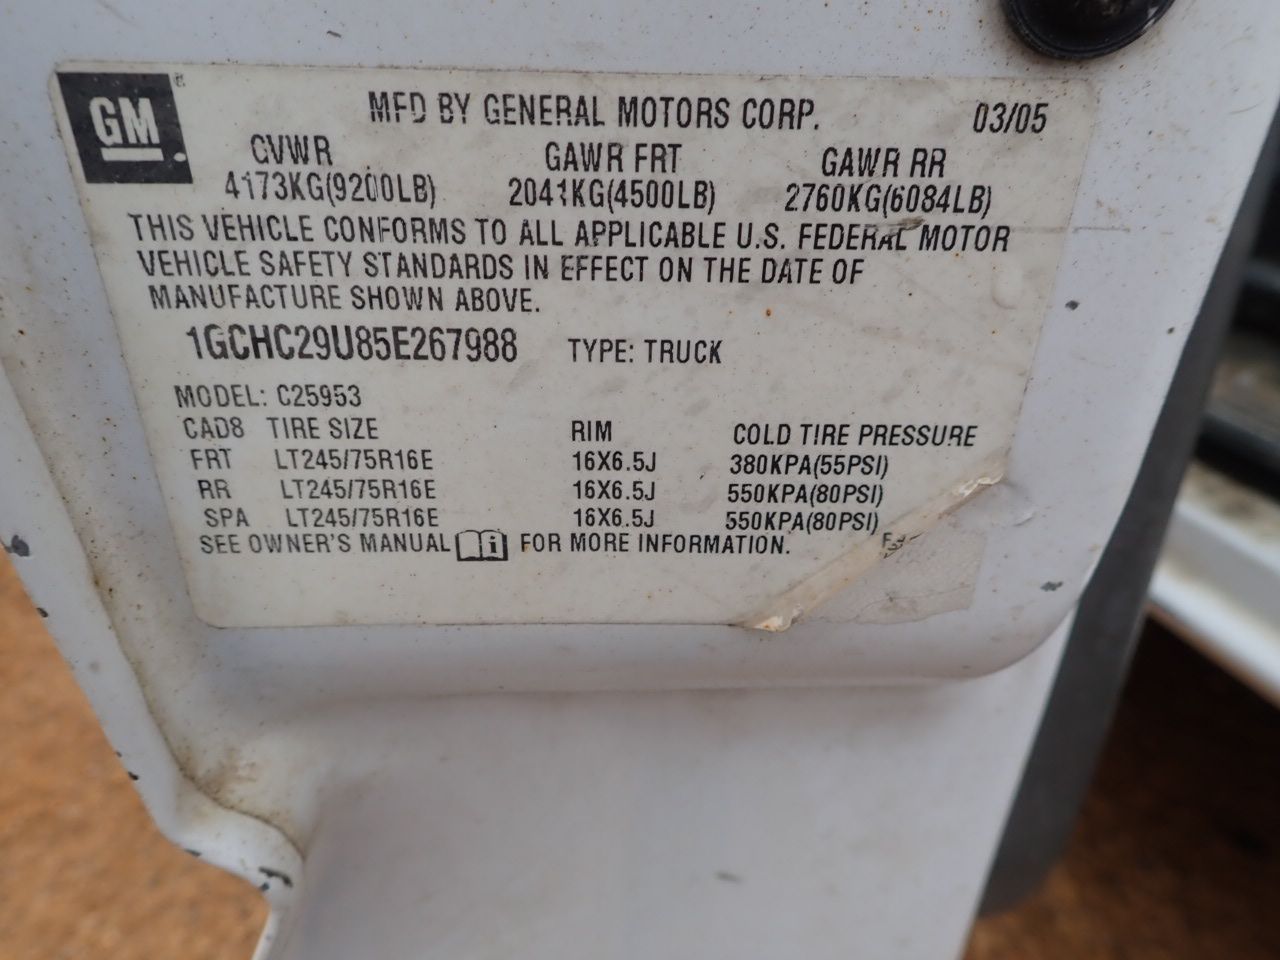 GM
MFD BY GENERAL MOTORS CORP. 03/05
GVWR GAWR FRT GAWR RR
4173KG(9200LB) 2041KG(4500LB) 2760KG(6084LB)
THIS VEHICLE CONFORMS TO ALL APPLICABLE U.S. FEDERAL MOTOR
VEHICLE SAFETY STANDARDS IN EFFECT ON THE DATE OF
MANUFACTURE SHOWN ABOVE.
1GCHC29U85E267988 TYPE: TRUCK
MODEL: C25953
CAD8 TIRE SIZE RIM COLD TIRE PRESSURE
FRT LT245/75R16E 16X6.5J 380KPA(55PSI)
RR LT245/75R16E 16X6.5J 550KPA(80PSI)
SPA LT245/75R16E 16X6.5J 550KPA(80PSI)
SEE OWNER'S MANUAL FOR MORE INFORMATION.